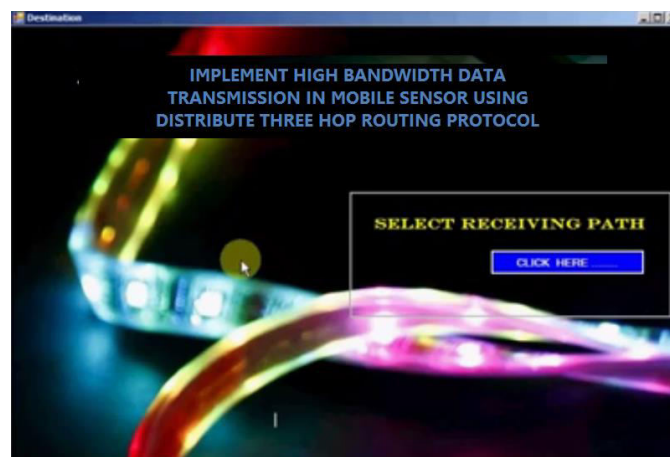 Destination
IMPLEMENT HIGH BANDWIDTH DATA
TRANSMISSION IN MOBILE SENSOR USING
DISTRIBUTE THREE HOP ROUTING PROTOCOL
SELECT RECEIVING PATH
CLICK HERE .......